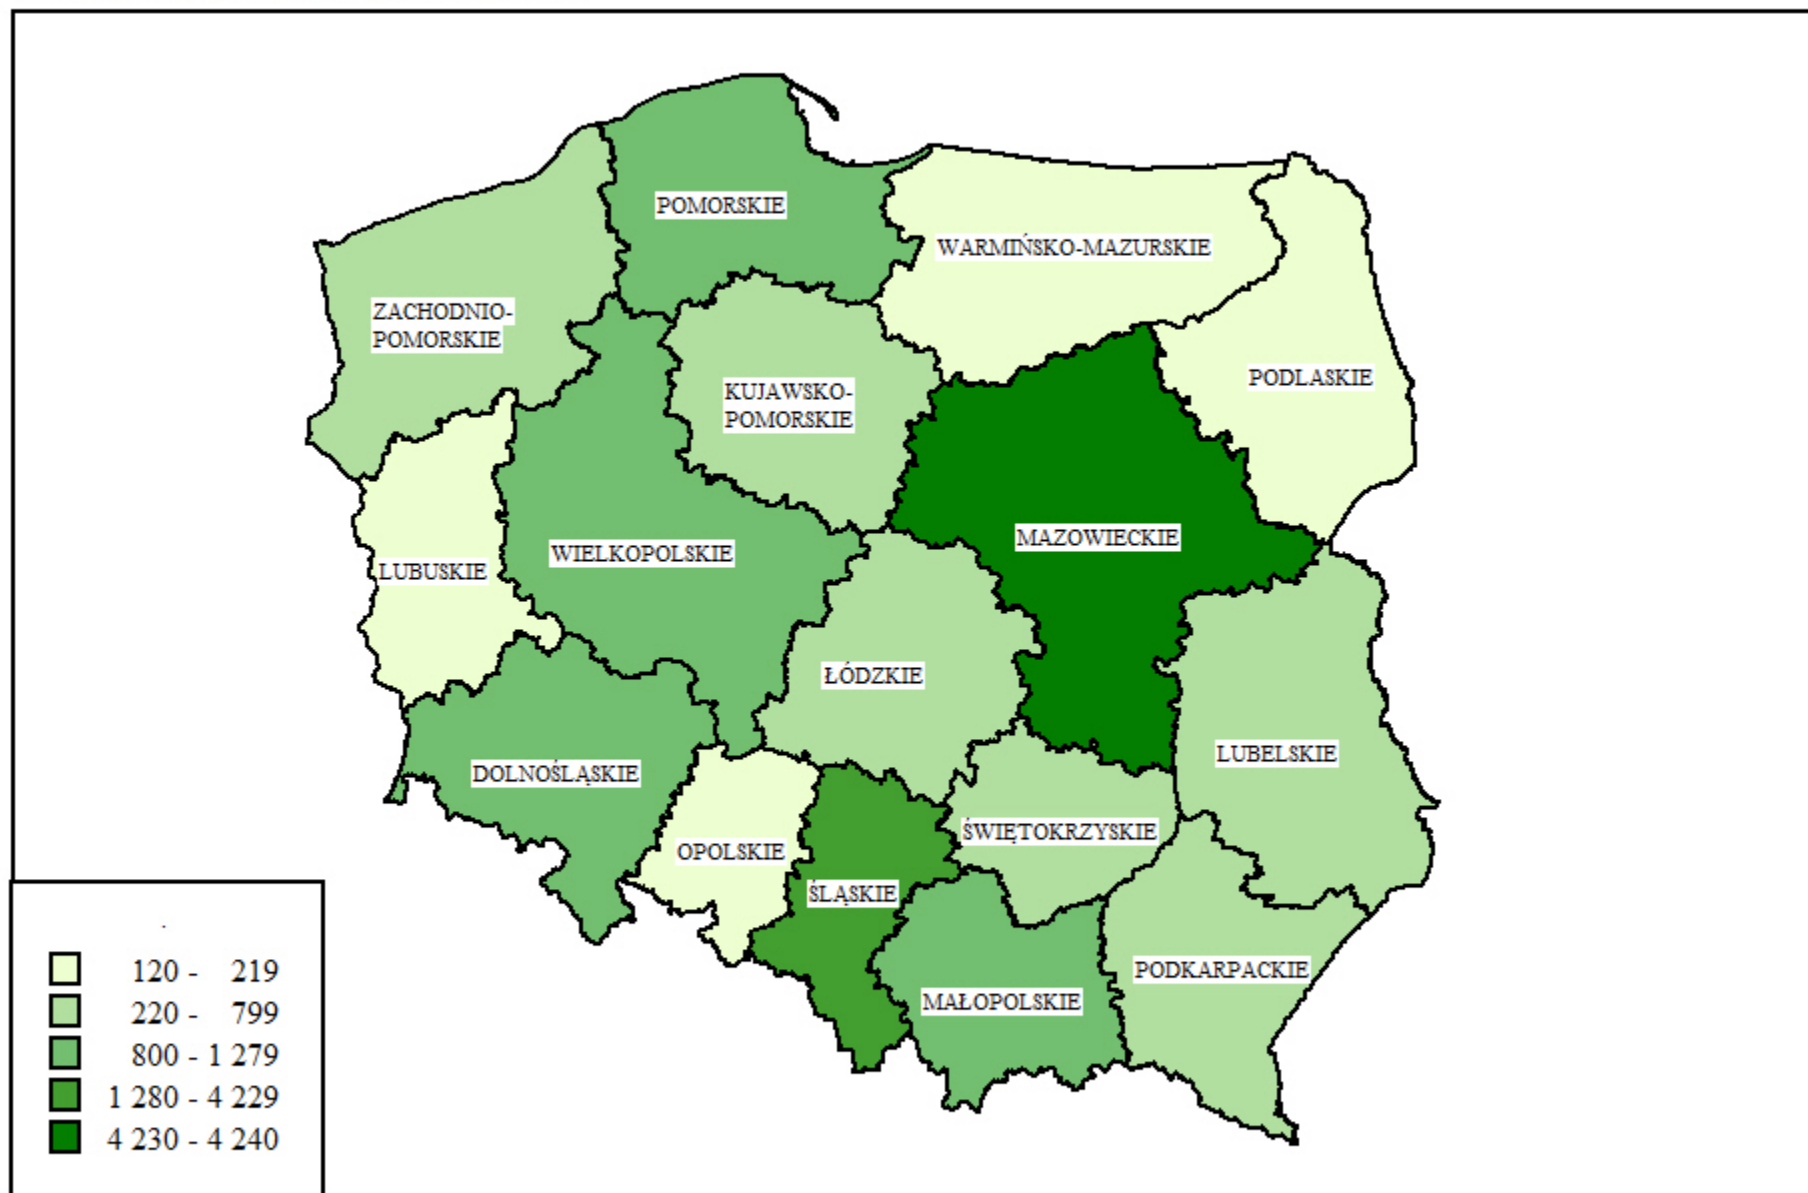 POMORSKIE
WARMIŃSKO-MAZURSKIE
ZACHODNIO-
POMORSKIE
PODLASKIE
KUJAWSKO-
POMORSKIE
MAZOWIECKIE
WIELKOPOLSKIE
LUBUSKIE
ŁÓDZKIE
LUBELSKIE
DOLNOŚLĄSKIE
ŚWIĘTOKRZYSKIE
OPOLSKIE
ŚLĄSKIE
PODKARPACKIE
MAŁOPOLSKIE
.
120 - 219
220 - 799
800 - 1 279
1 280 - 4 229
4 230 - 4 240